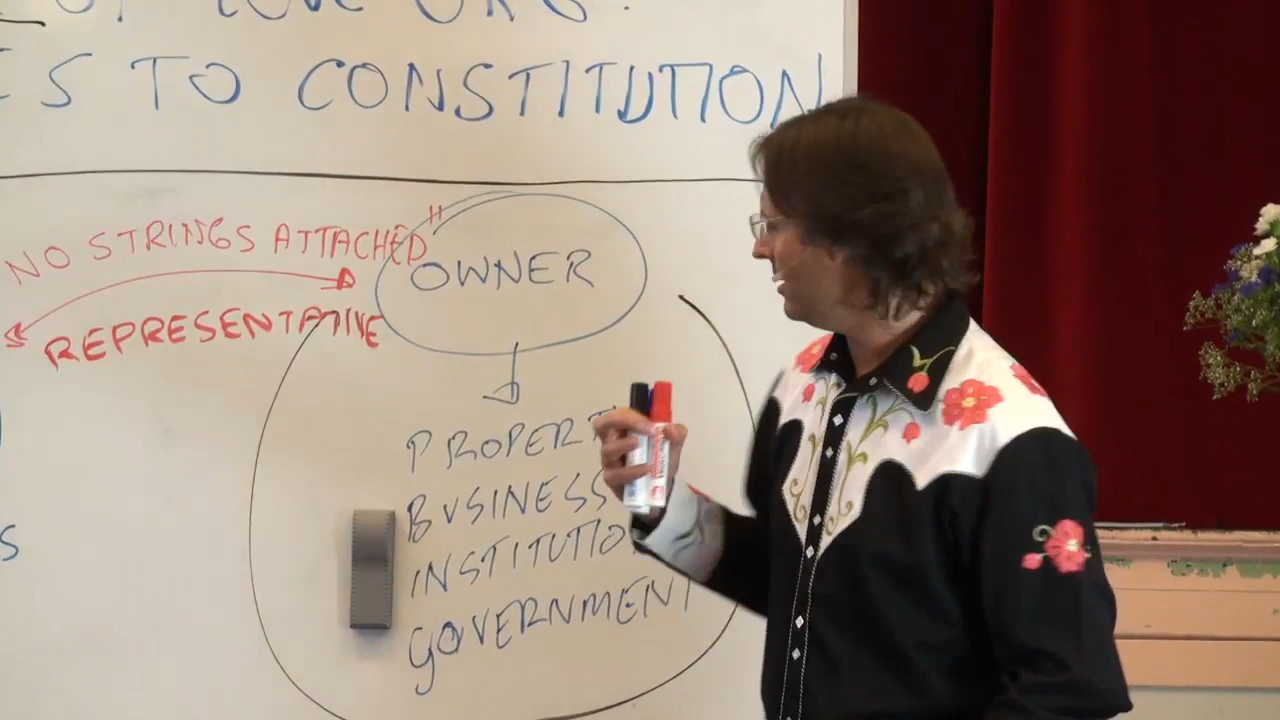 TO CONSTITUTION
NO STRINGS ATTACHED"
OWNER
REPRESENTATIVE
PROPERT
BUSINESS
INSTITUTIO
GOVERNMENT
S